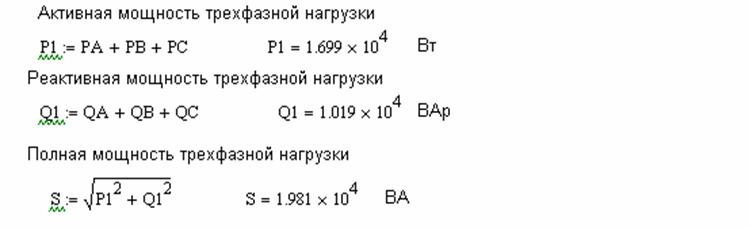 Активная мощность трехфазной нагрузки
P1 := PA + PB + PC P1 = 1.699 × 10^4 Вт
Реактивная мощность трехфазной нагрузки
Q1 := QA + QB + QC Q1 = 1.019 × 10^4 ВАр
Полная мощность трехфазной нагрузки
S := √(P1^2 + Q1^2) S = 1.981 × 10^4 ВА